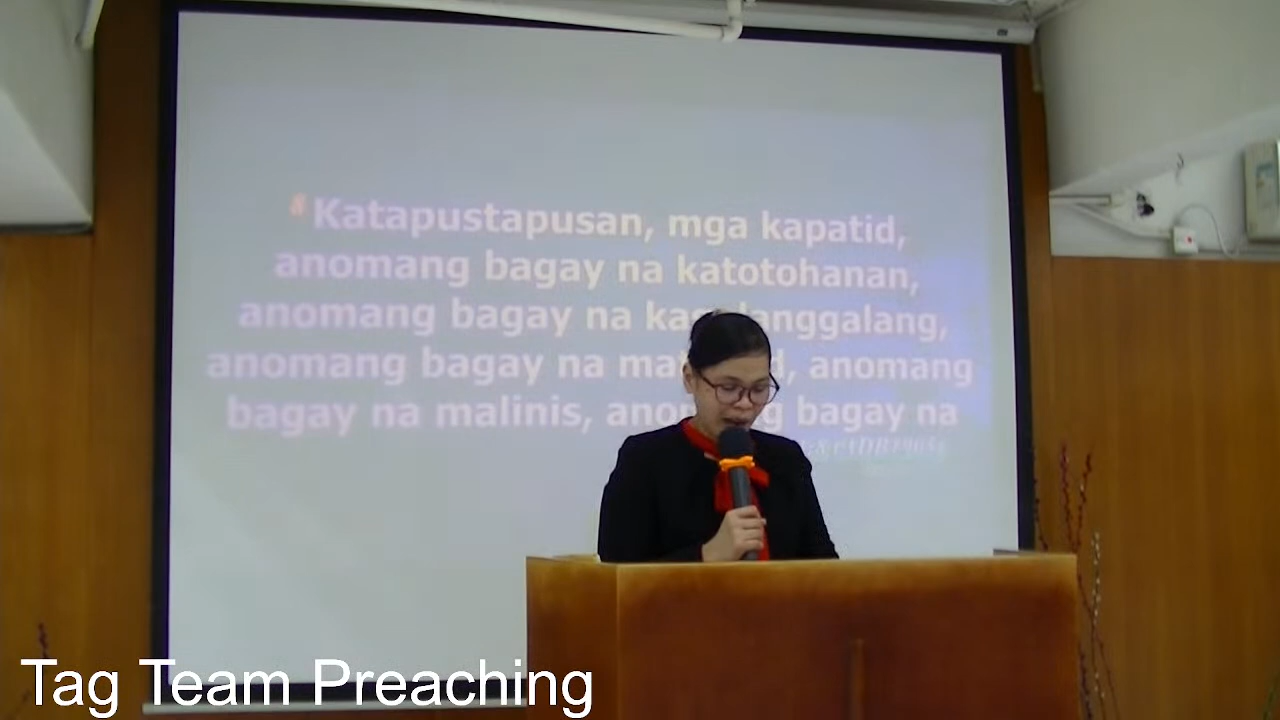 8 Katapustapusan, mga kapatid,
anomang bagay na katotohanan,
anomang bagay na
anomang bagay na anomang
bagay na malinis, bagay na
Tag Team Preaching